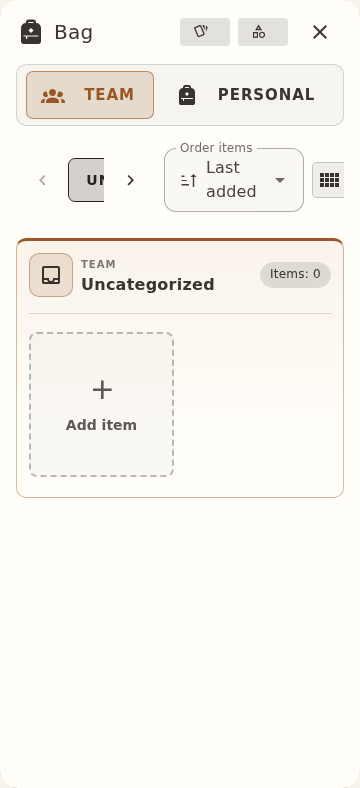 Bag
TEAM
PERSONAL
UN
Order items
Last
added
TEAM
Uncategorized
Items: 0
Add item